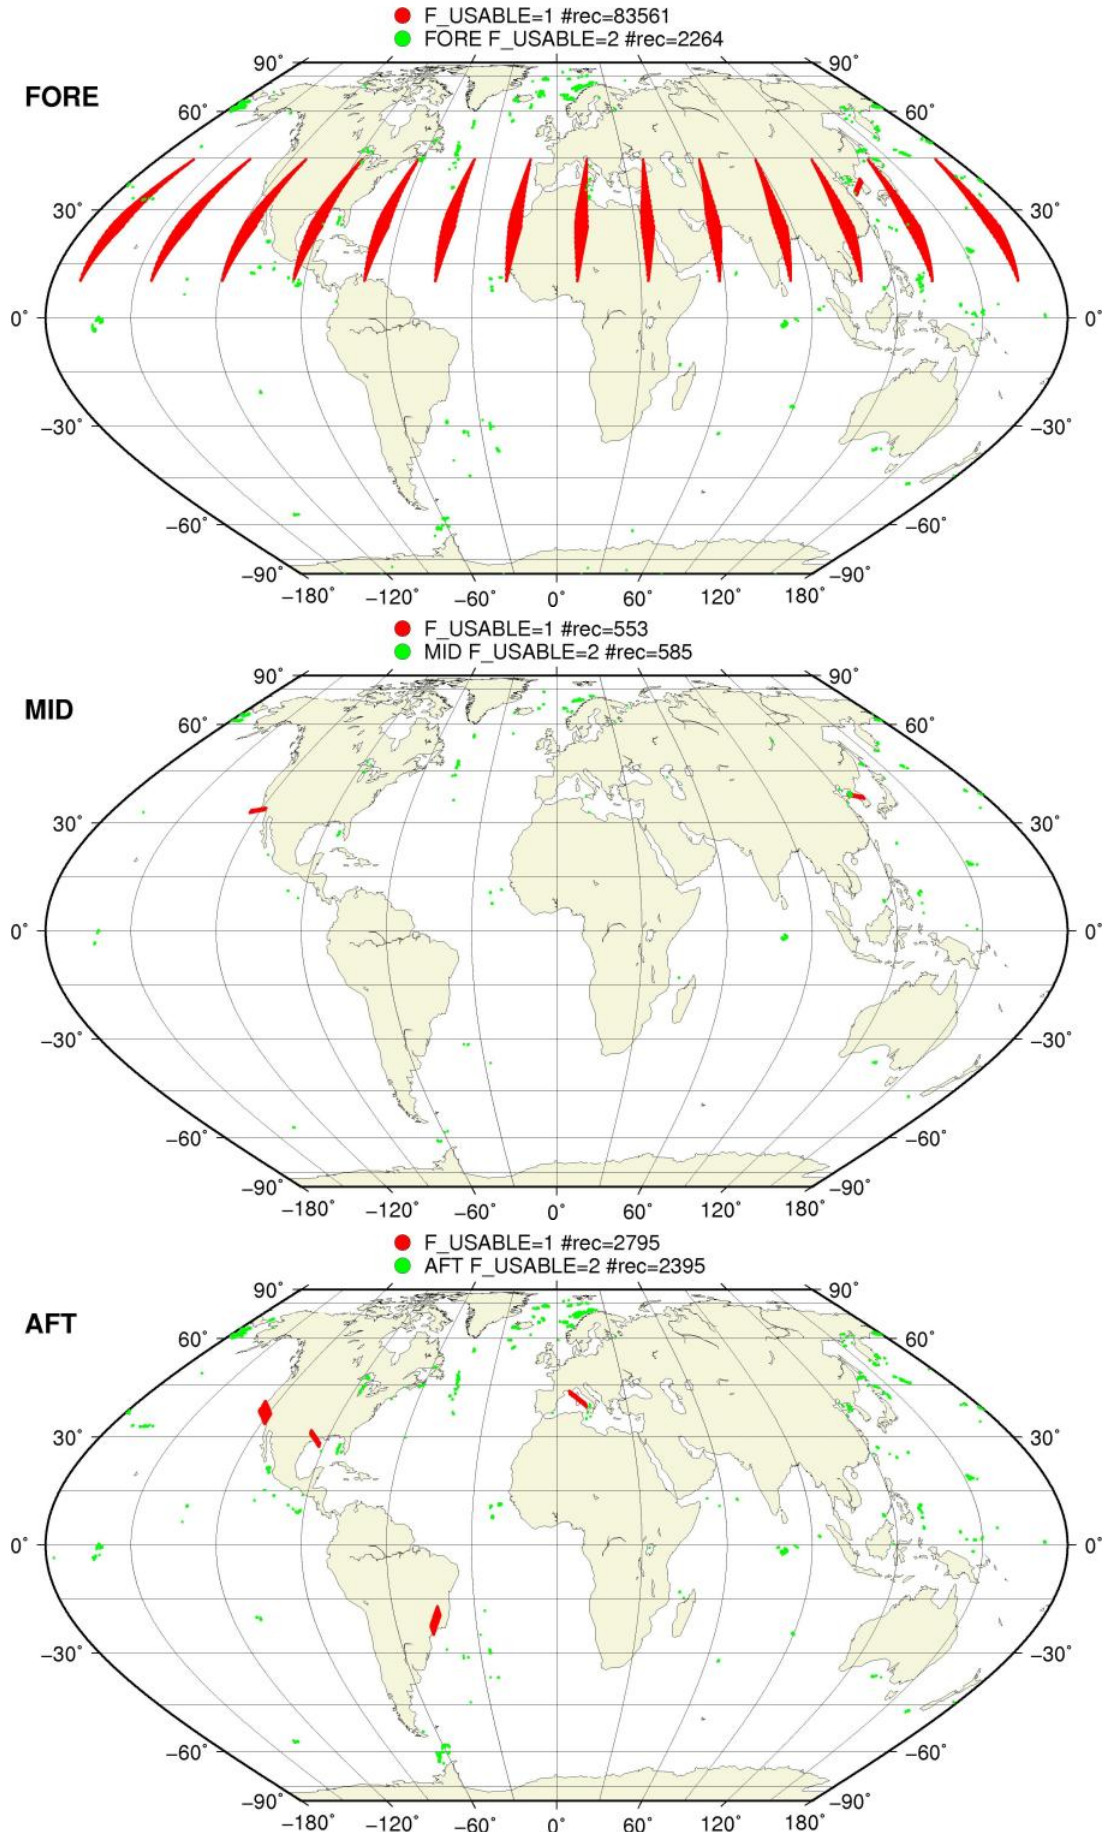 F_USABLE=1 #rec=83561
FORE F_USABLE=2 #rec=2264
FORE
90° 90°
60° 60°
30° 30°
0° 0°
−30° −30°
−60° −60°
−90° −90°
−180° −120° −60° 0° 60° 120° 180°
F_USABLE=1 #rec=553
MID F_USABLE=2 #rec=585
MID
90° 90°
60° 60°
30° 30°
0° 0°
−30° −30°
−60° −60°
−90° −90°
−180° −120° −60° 0° 60° 120° 180°
F_USABLE=1 #rec=2795
AFT F_USABLE=2 #rec=2395
AFT
90° 90°
60° 60°
30° 30°
0° 0°
−30° −30°
−60° −60°
−90° −90°
−180° −120° −60° 0° 60° 120° 180°